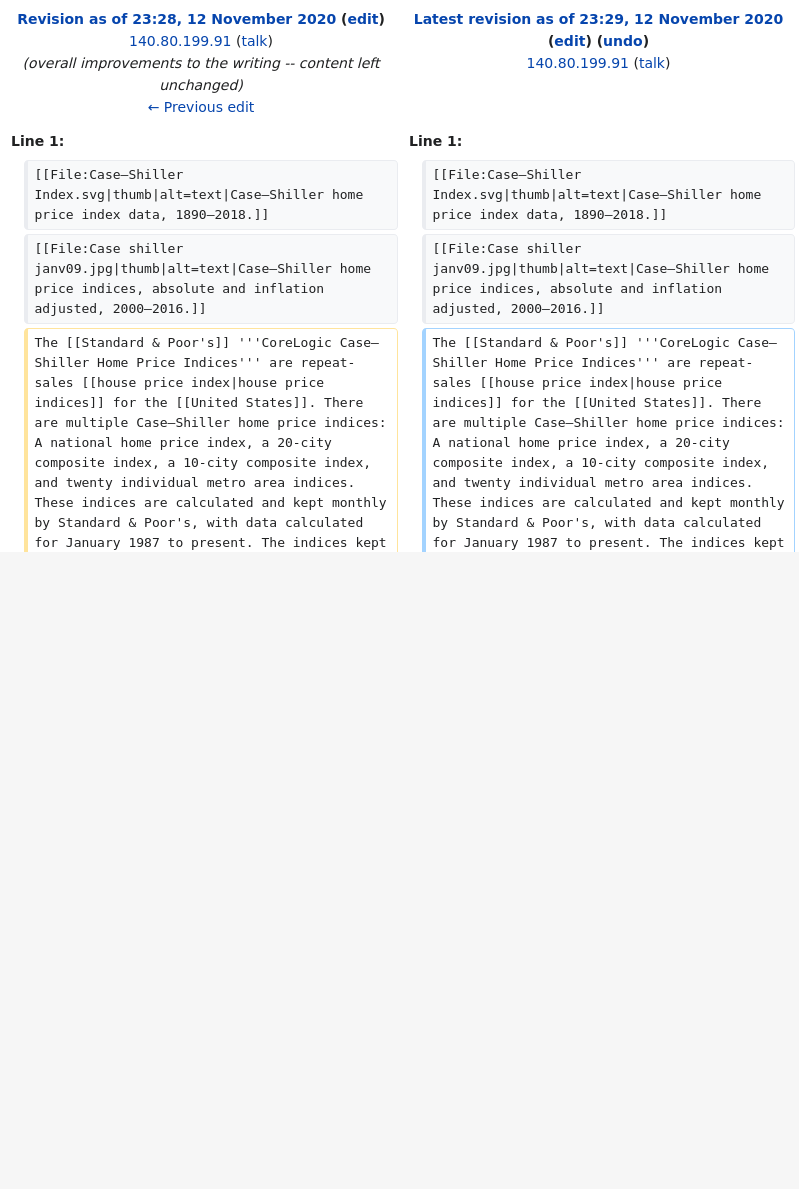 Revision as of 23:28, 12 November 2020 (edit)
140.80.199.91 (talk)
(overall improvements to the writing -- content left
unchanged)
← Previous edit
Latest revision as of 23:29, 12 November 2020
(edit) (undo)
140.80.199.91 (talk)
Line 1:
Line 1:
[[File:Case–Shiller
Index.svg|thumb|alt=text|Case–Shiller home
price index data, 1890–2018.]]
[[File:Case–Shiller
Index.svg|thumb|alt=text|Case–Shiller home
price index data, 1890–2018.]]
[[File:Case shiller
janv09.jpg|thumb|alt=text|Case–Shiller home
price indices, absolute and inflation
adjusted, 2000–2016.]]
[[File:Case shiller
janv09.jpg|thumb|alt=text|Case–Shiller home
price indices, absolute and inflation
adjusted, 2000–2016.]]
The [[Standard & Poor's]] '''CoreLogic Case–
Shiller Home Price Indices''' are repeat-
sales [[house price index|house price
indices]] for the [[United States]]. There
are multiple Case–Shiller home price indices:
A national home price index, a 20-city
composite index, a 10-city composite index,
and twenty individual metro area indices.
These indices are calculated and kept monthly
by Standard & Poor's, with data calculated
for January 1987 to present. The indices kept
The [[Standard & Poor's]] '''CoreLogic Case–
Shiller Home Price Indices''' are repeat-
sales [[house price index|house price
indices]] for the [[United States]]. There
are multiple Case–Shiller home price indices:
A national home price index, a 20-city
composite index, a 10-city composite index,
and twenty individual metro area indices.
These indices are calculated and kept monthly
by Standard & Poor's, with data calculated
for January 1987 to present. The indices kept